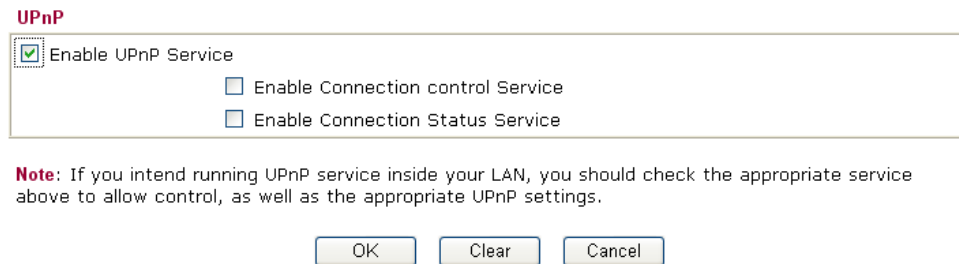 UPnP
Enable UPnP Service
Enable Connection control Service
Enable Connection Status Service
Note: If you intend running UPnP service inside your LAN, you should check the appropriate service
above to allow control, as well as the appropriate UPnP settings.
OK Clear Cancel